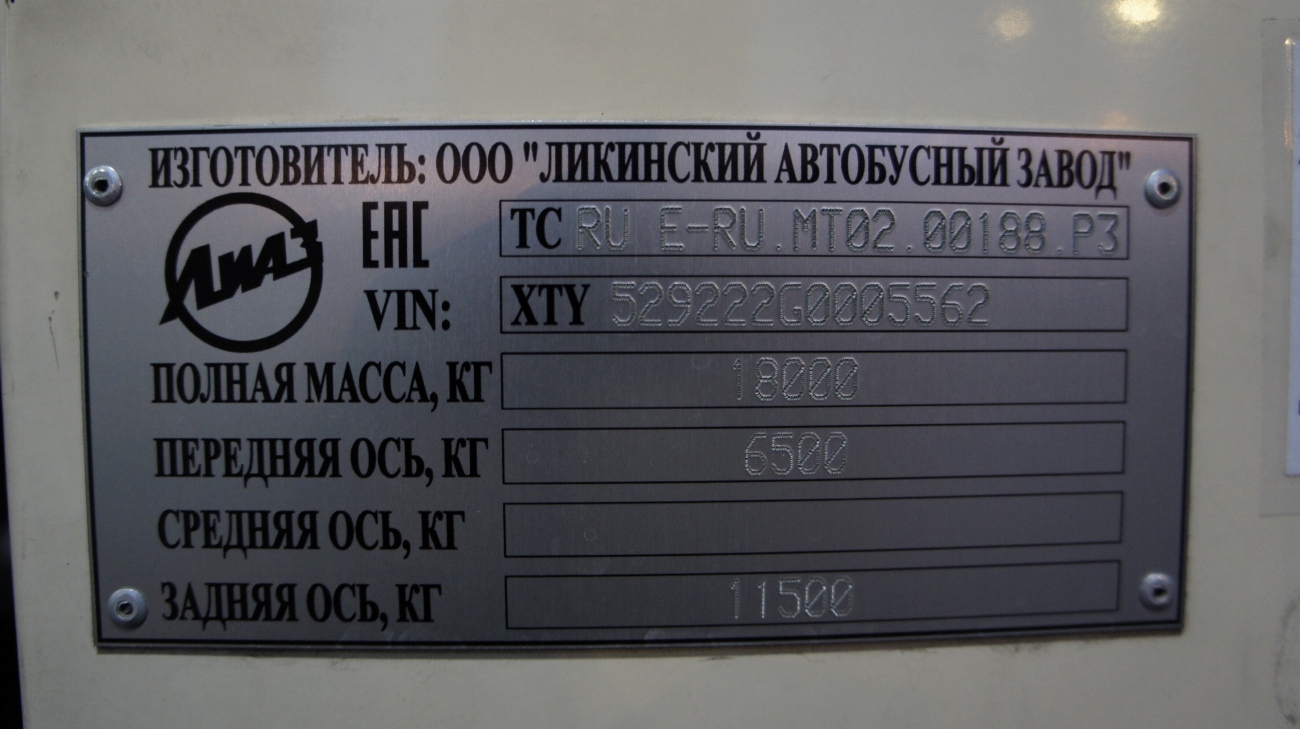 ИЗГОТОВИТЕЛЬ: ООО "ЛИКИНСКИЙ АВТОБУСНЫЙ ЗАВОД"
ЛиАЗ
EAC
ТС RU E-RU.MT02.00188.P3
VIN: XTY 529222G0005562
ПОЛНАЯ МАССА, КГ 18000
ПЕРЕДНЯЯ ОСЬ, КГ 6500
СРЕДНЯЯ ОСЬ, КГ
ЗАДНЯЯ ОСЬ, КГ 11500